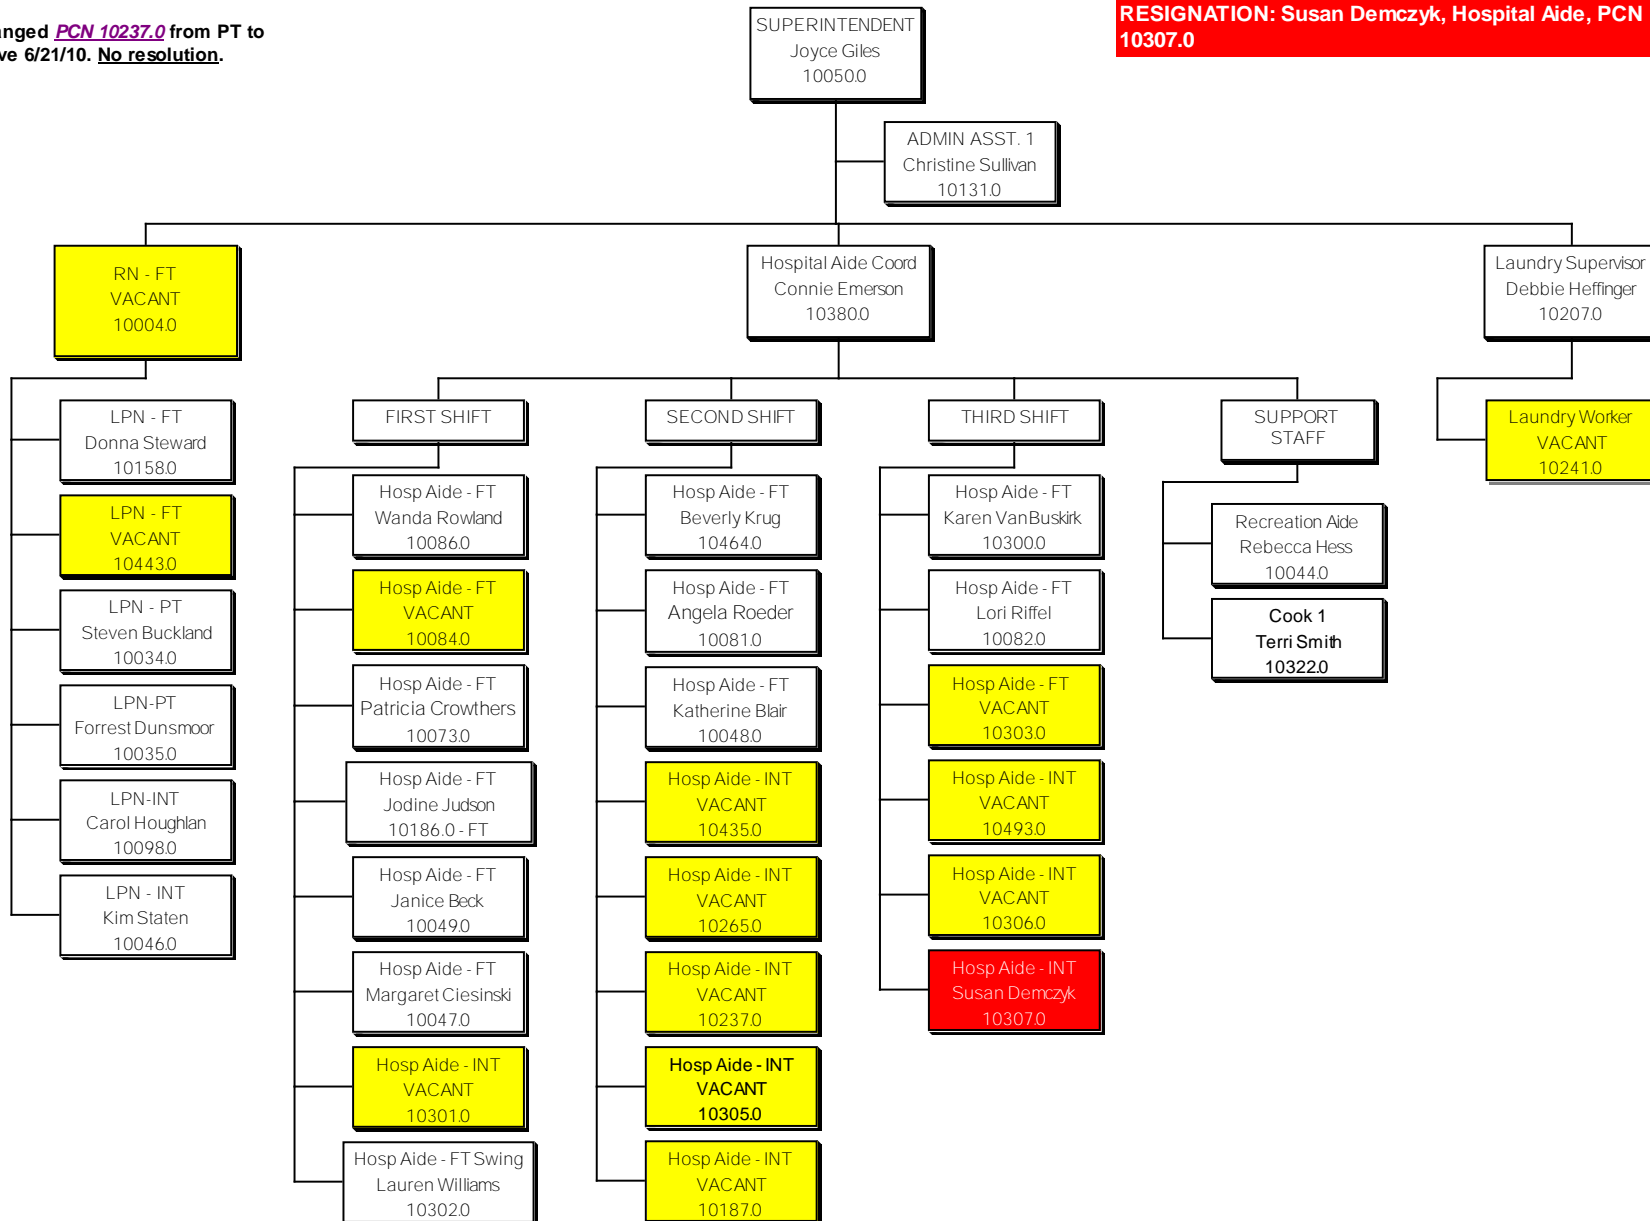 anged PCN 10237.0 from PT to
ve 6/21/10. No resolution.
RESIGNATION: Susan Demczyk, Hospital Aide, PCN
10307.0
SUPERINTENDENT
Joyce Giles
10050.0
ADMIN ASST. 1
Christine Sullivan
10131.0
RN - FT
VACANT
10004.0
Hospital Aide Coord
Connie Emerson
10380.0
Laundry Supervisor
Debbie Heffinger
10207.0
LPN - FT
Donna Steward
10158.0
LPN - FT
VACANT
10443.0
LPN - PT
Steven Buckland
10034.0
LPN-PT
Forrest Dunsmoor
10035.0
LPN-INT
Carol Houghlan
10098.0
LPN - INT
Kim Staten
10046.0
FIRST SHIFT
Hosp Aide - FT
Wanda Rowland
10086.0
Hosp Aide - FT
VACANT
10084.0
Hosp Aide - FT
Patricia Crowthers
10073.0
Hosp Aide - FT
Jodine Judson
10186.0 - FT
Hosp Aide - FT
Janice Beck
10049.0
Hosp Aide - FT
Margaret Ciesinski
10047.0
Hosp Aide - INT
VACANT
10301.0
Hosp Aide - FT Swing
Lauren Williams
10302.0
SECOND SHIFT
Hosp Aide - FT
Beverly Krug
10464.0
Hosp Aide - FT
Angela Roeder
10081.0
Hosp Aide - FT
Katherine Blair
10048.0
Hosp Aide - INT
VACANT
10435.0
Hosp Aide - INT
VACANT
10265.0
Hosp Aide - INT
VACANT
10237.0
Hosp Aide - INT
VACANT
10305.0
Hosp Aide - INT
VACANT
10187.0
THIRD SHIFT
Hosp Aide - FT
Karen VanBuskirk
10300.0
Hosp Aide - FT
Lori Riffel
10082.0
Hosp Aide - FT
VACANT
10303.0
Hosp Aide - INT
VACANT
10493.0
Hosp Aide - INT
VACANT
10306.0
Hosp Aide - INT
Susan Demczyk
10307.0
SUPPORT
STAFF
Recreation Aide
Rebecca Hess
10044.0
Cook 1
Terri Smith
10322.0
Laundry Worker
VACANT
10241.0